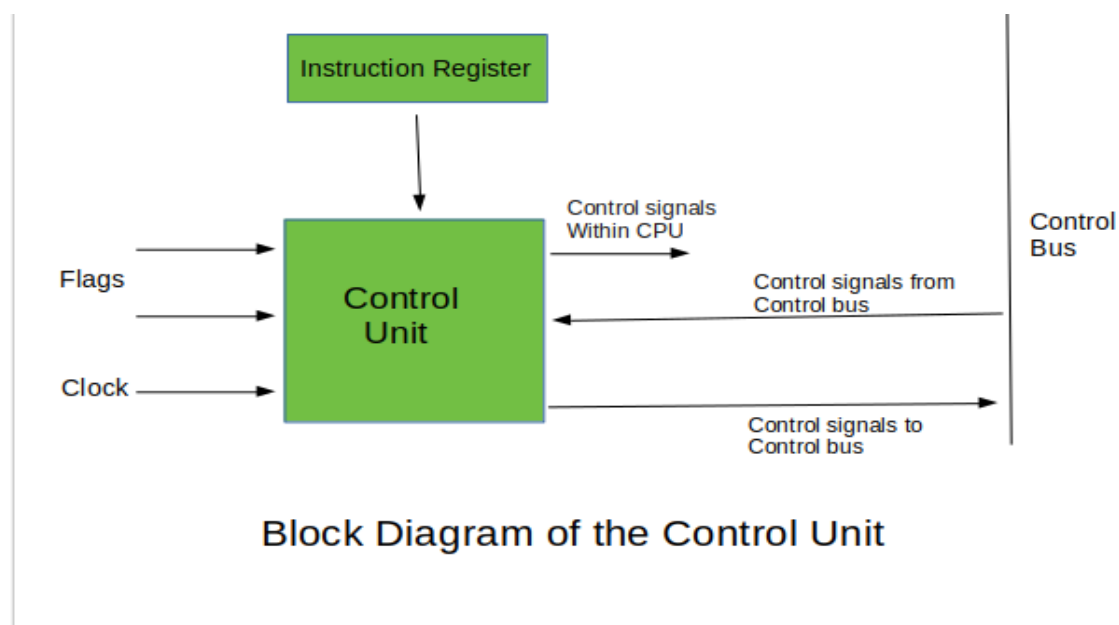 Instruction Register
Control signals
Within CPU
Control
Bus
Flags
Control signals from
Control bus
Control
Unit
Clock
Control signals to
Control bus
Block Diagram of the Control Unit